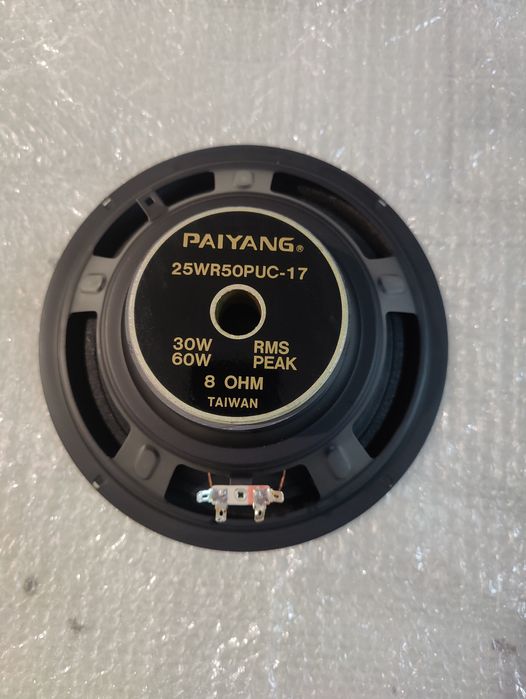 PAIYANG®
25WR50PUC-17
30W RMS
60W PEAK
8 OHM
TAIWAN